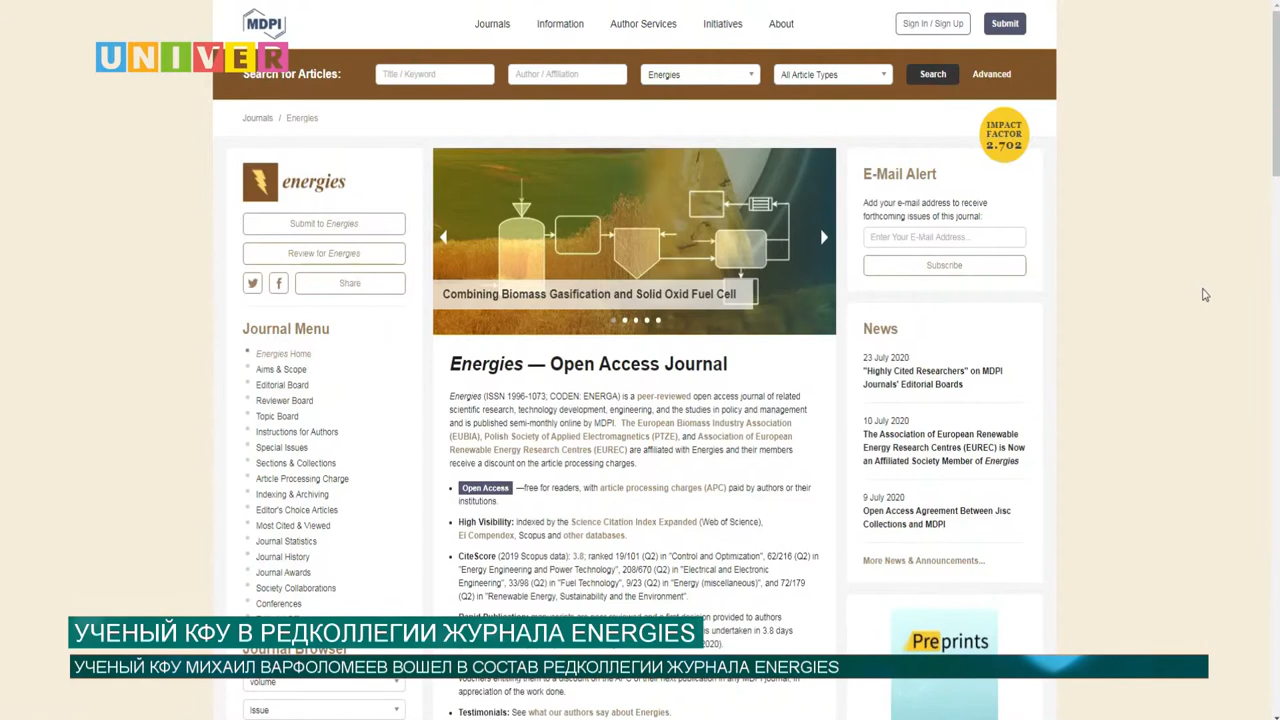 MDPI
Journals
Information
Author Services
Initiatives
About
Sign In / Sign Up
Submit
UNIVER
Search for Articles:
Title / Keyword
Author / Affiliation
Energies
All Article Types
Search
Advanced
Journals / Energies
IMPACT
FACTOR
2.702
energies
Submit to Energies
Review for Energies
Share
Journal Menu
Energies Home
Aims & Scope
Editorial Board
Reviewer Board
Topic Board
Instructions for Authors
Special Issues
Sections & Collections
Article Processing Charge
Indexing & Archiving
Editor's Choice Articles
Most Cited & Viewed
Journal Statistics
Journal History
Journal Awards
Society Collaborations
Conferences
Journal Browser
volume
issue
Combining Biomass Gasification and Solid Oxid Fuel Cell
Energies — Open Access Journal
Energies (ISSN 1996-1073; CODEN: ENERGA) is a peer-reviewed open access journal of related
scientific research, technology development, engineering, and the studies in policy and management
and is published semi-monthly online by MDPI. The European Biomass Industry Association
(EUBIA), Polish Society of Applied Electromagnetics (PTZE), and Association of European
Renewable Energy Research Centres (EUREC) are affiliated with Energies and their members
receive a discount on the article processing charges.
Open Access —free for readers, with article processing charges (APC) paid by authors or their
institutions.
High Visibility: indexed by the Science Citation Index Expanded (Web of Science),
Ei Compendex, Scopus and other databases.
CiteScore (2019 Scopus data): 3.8; ranked 19/101 (Q2) in "Control and Optimization", 62/216 (Q2) in
"Energy Engineering and Power Technology", 208/670 (Q2) in "Electrical and Electronic
Engineering", 33/98 (Q2) in "Fuel Technology", 9/23 (Q2) in "Energy (miscellaneous)", and 72/179
(Q2) in "Renewable Energy, Sustainability and the Environment".
provided to authors
is undertaken in 3.8 days
2020).
appreciation of the work done.
Testimonials: See what our authors say about Energies.
E-Mail Alert
Add your e-mail address to receive
forthcoming issues of this journal:
Enter Your E-Mail Address...
Subscribe
News
23 July 2020
"Highly Cited Researchers" on MDPI
Journals' Editorial Boards
10 July 2020
The Association of European Renewable
Energy Research Centres (EUREC) is Now
an Affiliated Society Member of Energies
9 July 2020
Open Access Agreement Between Jisc
Collections and MDPI
More News & Announcements...
Preprints
УЧЕНЫЙ КФУ В РЕДКОЛЛЕГИИ ЖУРНАЛА ENERGIES
УЧЕНЫЙ КФУ МИХАИЛ ВАРФОЛОМЕЕВ ВОШЕЛ В СОСТАВ РЕДКОЛЛЕГИИ ЖУРНАЛА ENERGIES